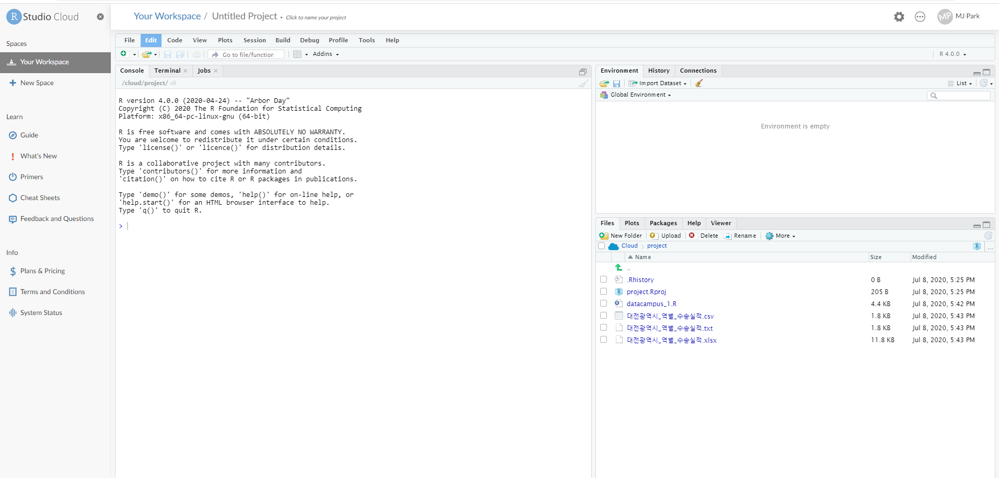 R Studio Cloud
Your Workspace / Untitled Project ← Click to name your project
MP MJ Park
Spaces
Your Workspace
New Space
Learn
Guide
What's New
Primers
Cheat Sheets
Feedback and Questions
Info
Plans & Pricing
Terms and Conditions
System Status
File Edit Code View Plots Session Build Debug Profile Tools Help
Go to file/function Addins R 4.0.0
Console Terminal Jobs
/cloud/project/
R version 4.0.0 (2020-04-24) -- "Arbor Day"
Copyright (C) 2020 The R Foundation for Statistical Computing
Platform: x86_64-pc-linux-gnu (64-bit)
R is free software and comes with ABSOLUTELY NO WARRANTY.
You are welcome to redistribute it under certain conditions.
Type 'license()' or 'licence()' for distribution details.
R is a collaborative project with many contributors.
Type 'contributors()' for more information and
'citation()' on how to cite R or R packages in publications.
Type 'demo()' for some demos, 'help()' for on-line help, or
'help.start()' for an HTML browser interface to help.
Type 'q()' to quit R.
>
Environment History Connections
Import Dataset List
Global Environment
Environment is empty
Files Plots Packages Help Viewer
New Folder Upload Delete Rename More
Cloud project R ...
Name Size Modified
..
.Rhistory 0 B Jul 8, 2020, 5:25 PM
project.Rproj 205 B Jul 8, 2020, 5:25 PM
datacampus_1.R 4.4 KB Jul 8, 2020, 5:42 PM
대전광역시_역별_수송실적.csv 1.8 KB Jul 8, 2020, 5:43 PM
대전광역시_역별_수송실적.txt 1.8 KB Jul 8, 2020, 5:43 PM
대전광역시_역별_수송실적.xlsx 11.8 KB Jul 8, 2020, 5:43 PM